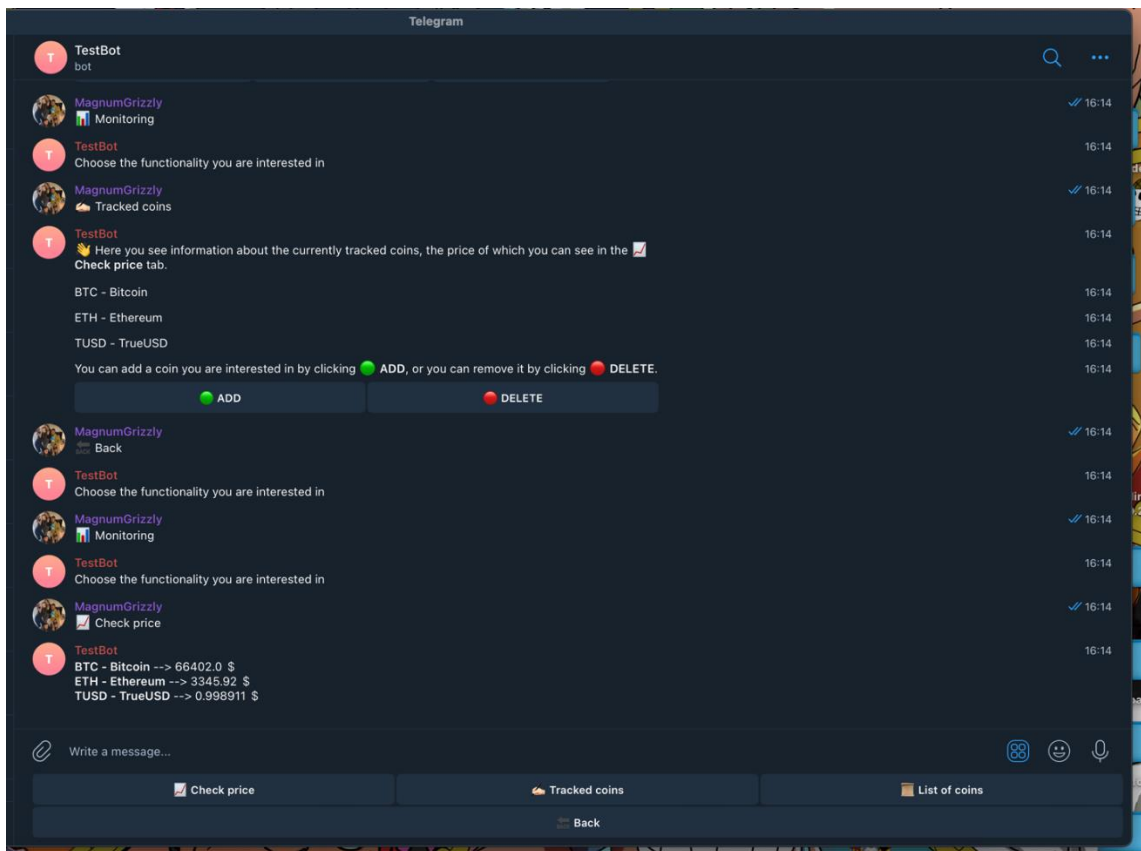 Telegram
T
TestBot
bot
MagnumGrizzly
📊 Monitoring
16:14
T
TestBot
Choose the functionality you are interested in
16:14
MagnumGrizzly
✍🏻 Tracked coins
16:14
T
TestBot
👋 Here you see information about the currently tracked coins, the price of which you can see in the 📈
Check price tab.
16:14
BTC - Bitcoin
16:14
ETH - Ethereum
16:14
TUSD - TrueUSD
16:14
You can add a coin you are interested in by clicking 🟢 ADD, or you can remove it by clicking 🔴 DELETE.
16:14
🟢 ADD
🔴 DELETE
MagnumGrizzly
🔙 Back
16:14
T
TestBot
Choose the functionality you are interested in
16:14
MagnumGrizzly
📊 Monitoring
16:14
T
TestBot
Choose the functionality you are interested in
16:14
MagnumGrizzly
📈 Check price
16:14
T
TestBot
BTC - Bitcoin --> 66402.0 $
ETH - Ethereum --> 3345.92 $
TUSD - TrueUSD --> 0.998911 $
16:14
Write a message...
📈 Check price
✍🏻 Tracked coins
📜 List of coins
🔙 Back